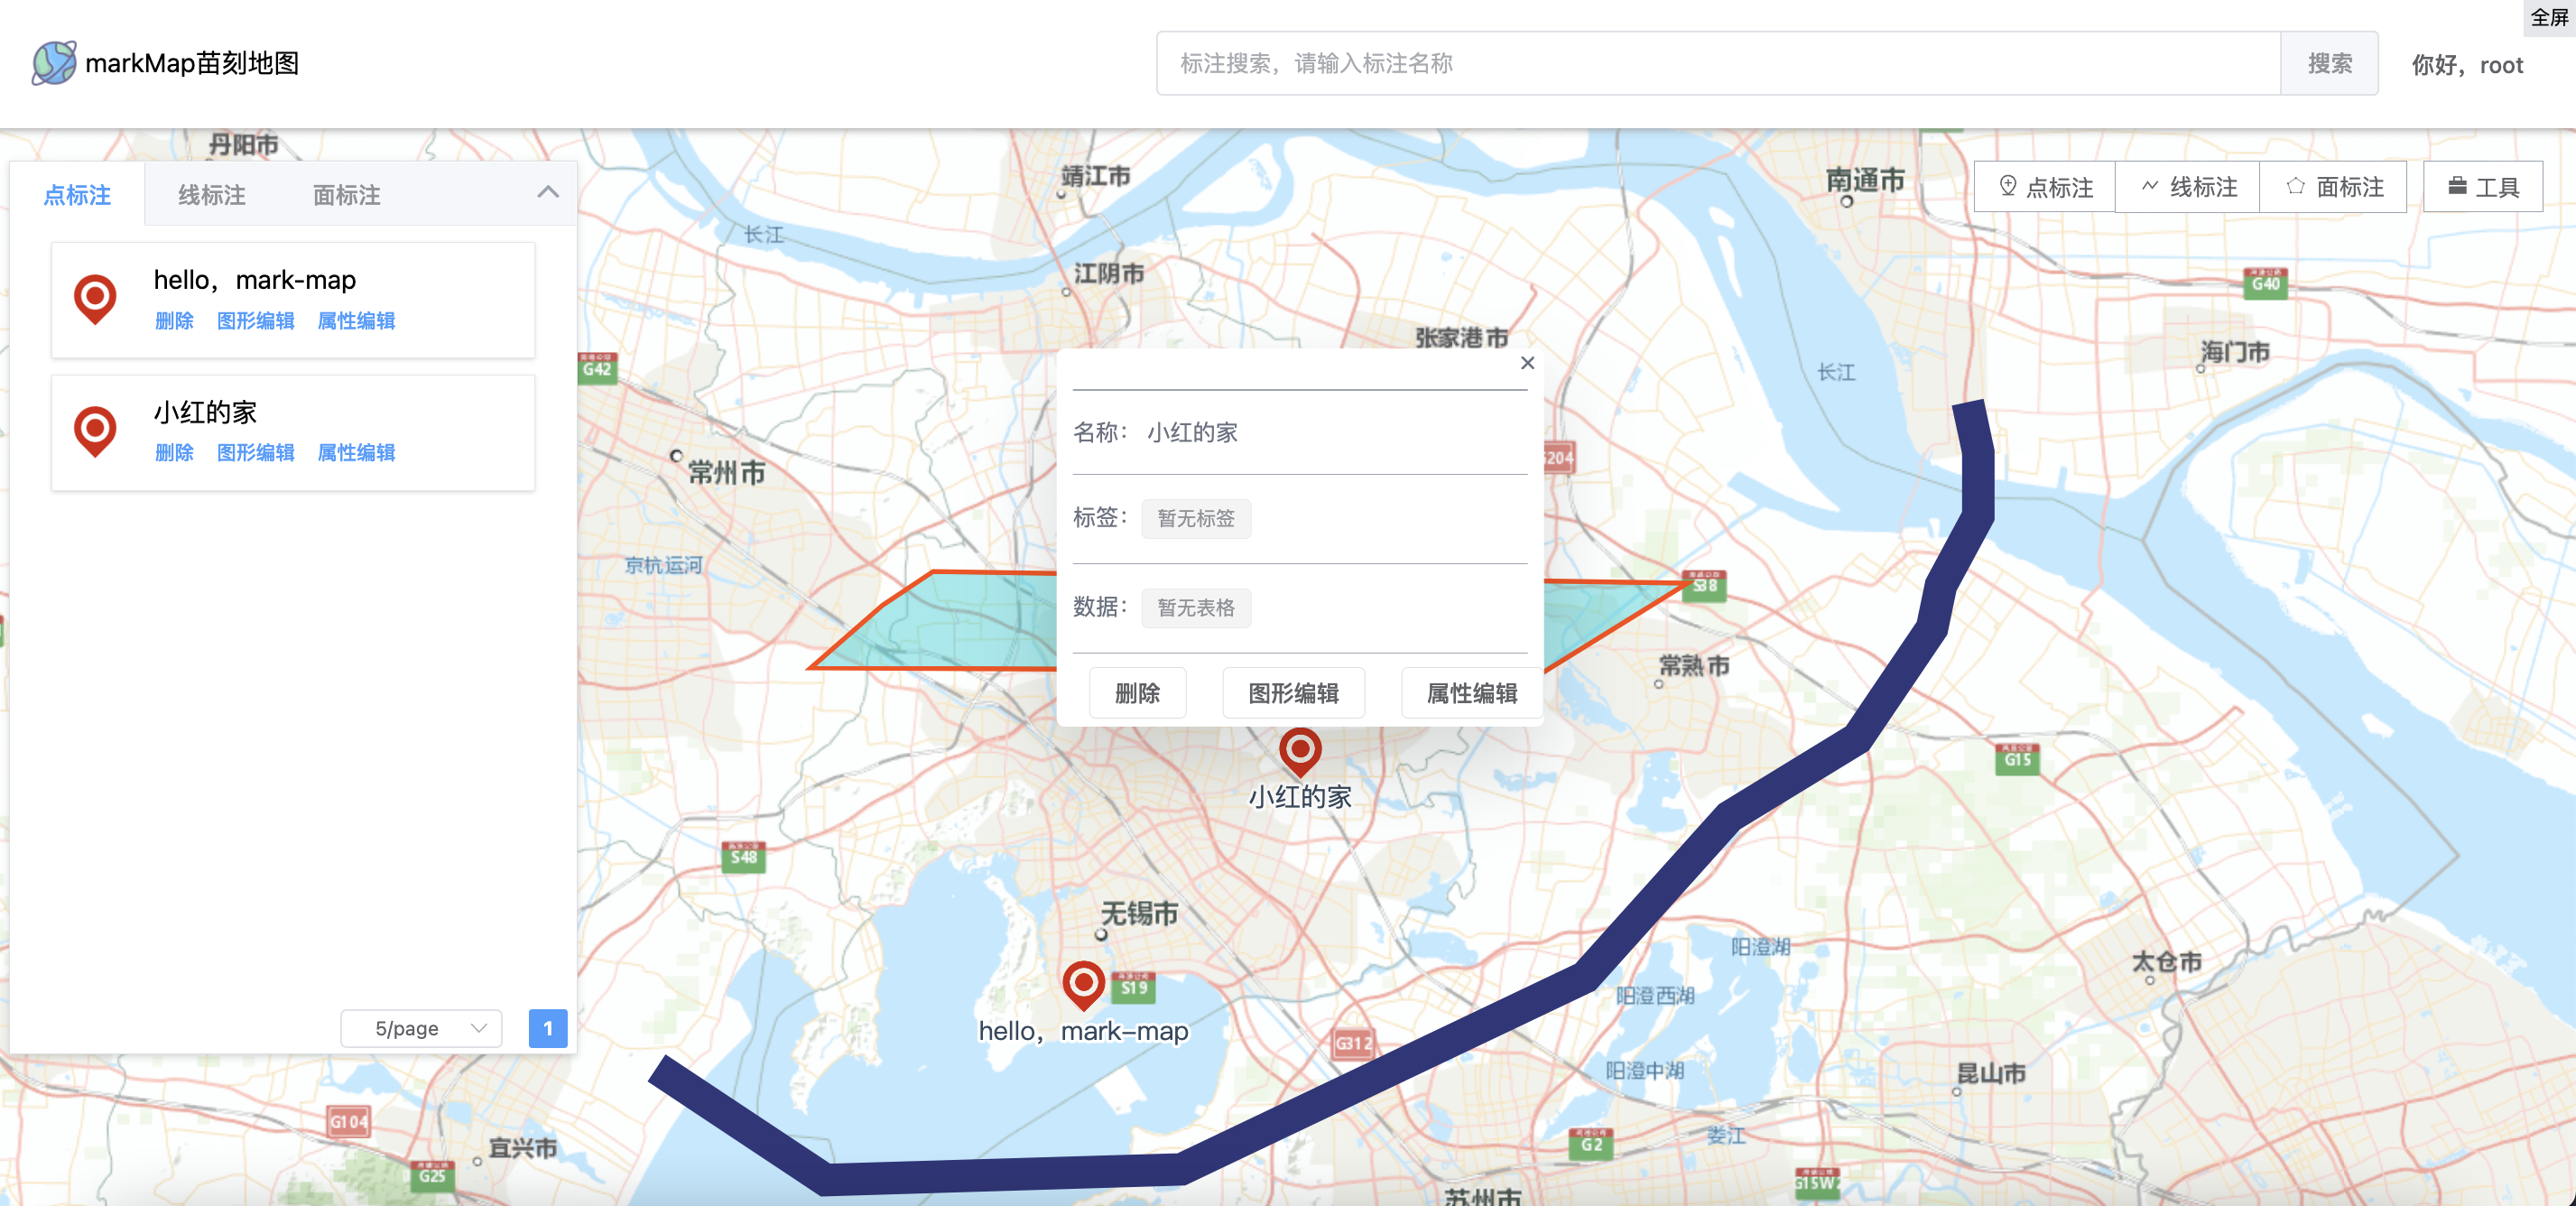 全屏
markMap苗刻地图
标注搜索，请输入标注名称
搜索
你好，root
点标注
线标注
面标注
点标注
线标注
面标注
工具
hello，mark-map
删除 图形编辑 属性编辑
小红的家
删除 图形编辑 属性编辑
5/page
1
名称： 小红的家
标签： 暂无标签
数据： 暂无表格
删除
图形编辑
属性编辑
小红的家
hello，mark-map
丹阳市
靖江市
南通市
长江
江阴市
G40
张家港市
海门市
长江
G42
S204
常州市
京杭运河
S38
常熟市
G15
S48
无锡市
阳澄湖
太仓市
S19
阳澄西湖
G312
阳澄中湖
昆山市
G104
宜兴市
娄江
G2
G25
G15W2
苏州市